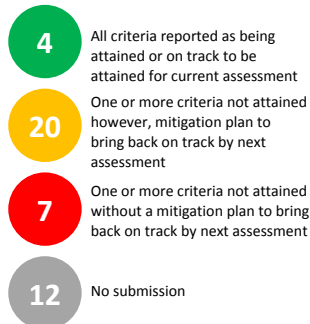 4
All criteria reported as being
attained or on track to be
attained for current assessment
20
One or more criteria not attained
however, mitigation plan to
bring back on track by next
assessment
7
One or more criteria not attained
without a mitigation plan to bring
back on track by next assessment
12
No submission